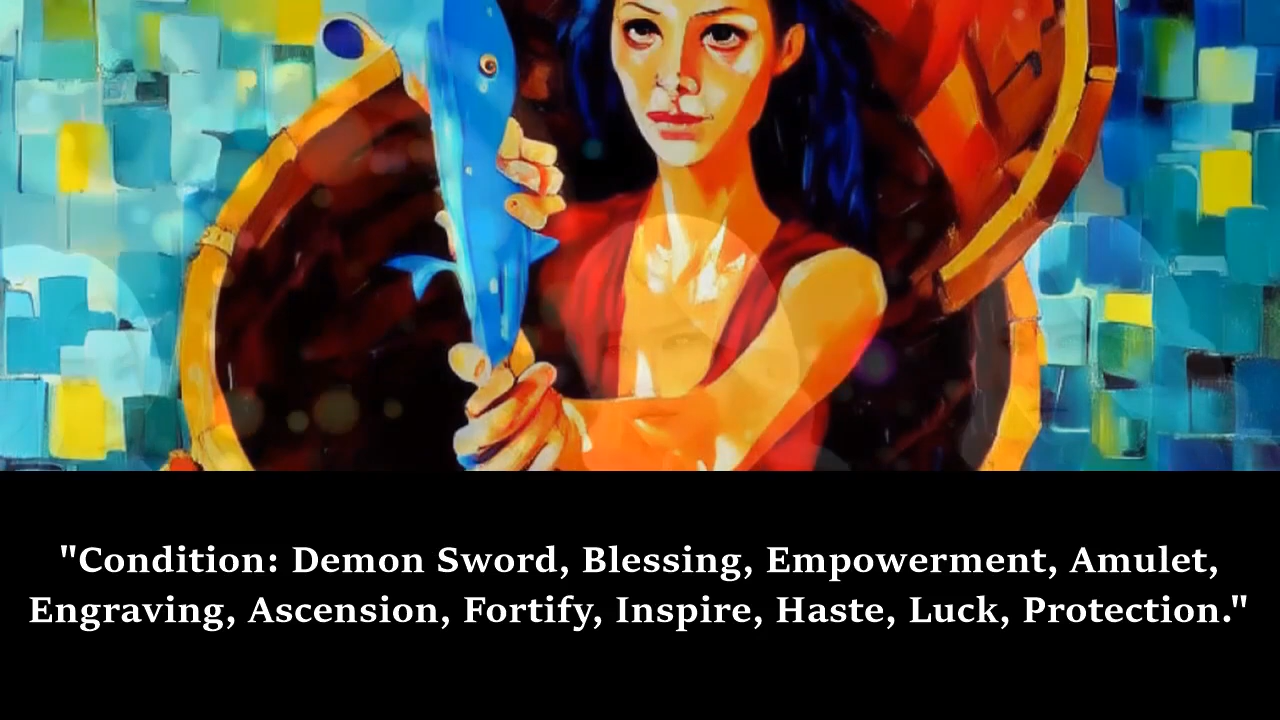 "Condition: Demon Sword, Blessing, Empowerment, Amulet,
Engraving, Ascension, Fortify, Inspire, Haste, Luck, Protection."